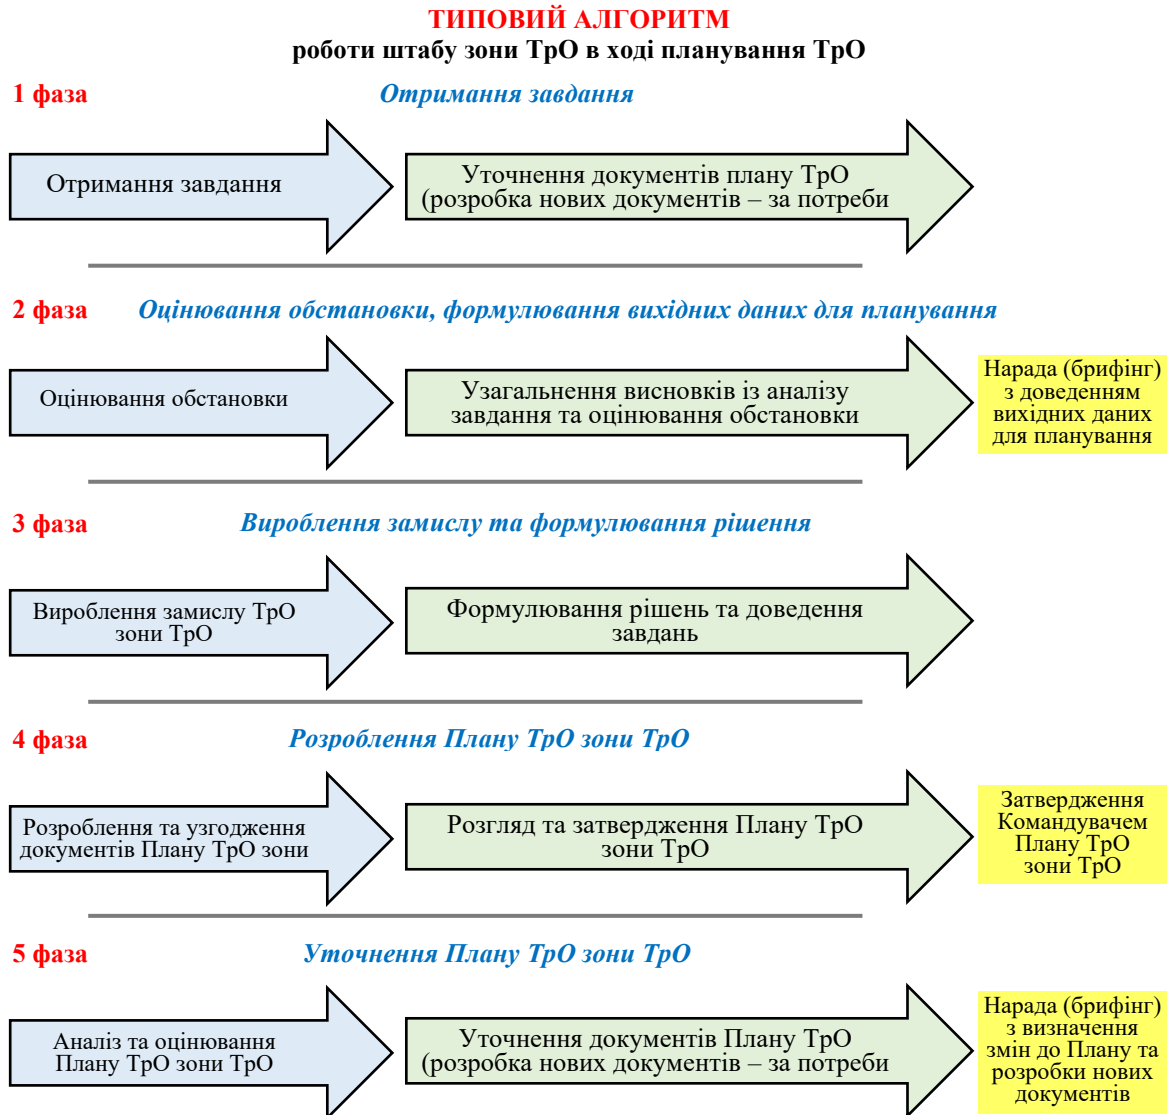 ТИПОВИЙ АЛГОРИТМ
роботи штабу зони ТрО в ході планування ТрО
1 фаза
Отримання завдання
Отримання завдання
Уточнення документів плану ТрО
(розробка нових документів – за потреби
2 фаза
Оцінювання обстановки, формулювання вихідних даних для планування
Оцінювання обстановки
Узагальнення висновків із аналізу
завдання та оцінювання обстановки
Нарада (брифінг)
з доведенням
вихідних даних
для планування
3 фаза
Вироблення замислу та формулювання рішення
Вироблення замислу ТрО
зони ТрО
Формулювання рішень та доведення
завдань
4 фаза
Розроблення Плану ТрО зони ТрО
Розроблення та узгодження
документів Плану ТрО зони
Розгляд та затвердження Плану ТрО
зони ТрО
Затвердження
Командувачем
Плану ТрО
зони ТрО
5 фаза
Уточнення Плану ТрО зони ТрО
Аналіз та оцінювання
Плану ТрО зони ТрО
Уточнення документів Плану ТрО
(розробка нових документів – за потреби
Нарада (брифінг)
з визначення
змін до Плану та
розробки нових
документів